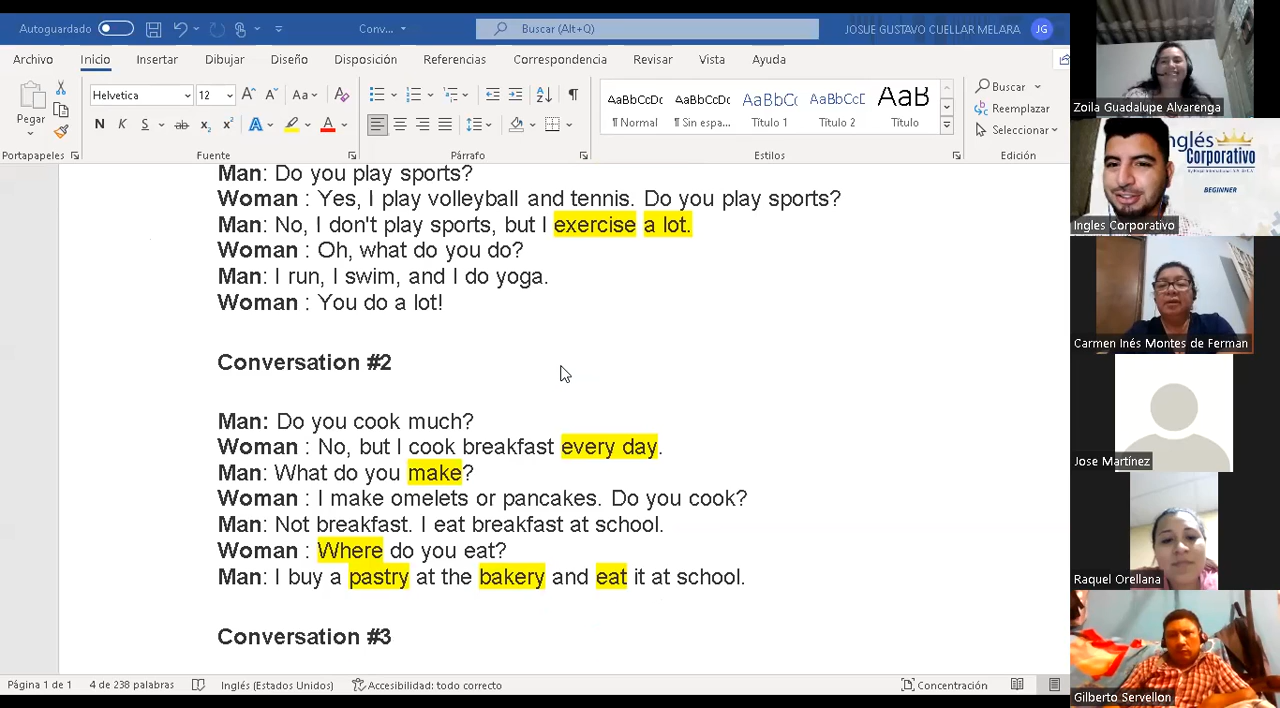 Autoguardado
Conv...
Buscar (Alt+Q)
JOSUE GUSTAVO CUELLAR MELARA
JG
Archivo Inicio Insertar Dibujar Diseño Disposición Referencias Correspondencia Revisar Vista Ayuda
Pegar
Helvetica 12
Aa
N K S ab x₂ x² A A
AaBbCcDc AaBbCcDc AaBbCcD AaBbCcD AaB
¶ Normal ¶ Sin espa... Título 1 Título 2 Título
Buscar
Reemplazar
Seleccionar
Portapapeles Fuente Párrafo Estilos Edición
Man: Do you play sports?
Woman : Yes, I play volleyball and tennis. Do you play sports?
Man: No, I don't play sports, but I exercise a lot.
Woman : Oh, what do you do?
Man: I run, I swim, and I do yoga.
Woman : You do a lot!
Conversation #2
Man: Do you cook much?
Woman : No, but I cook breakfast every day.
Man: What do you make?
Woman : I make omelets or pancakes. Do you cook?
Man: Not breakfast. I eat breakfast at school.
Woman : Where do you eat?
Man: I buy a pastry at the bakery and eat it at school.
Conversation #3
Página 1 de 1 4 de 238 palabras Inglés (Estados Unidos) Accesibilidad: todo correcto Concentración
Zoila Guadalupe Alvarenga
Inglés
Corporativo
BEGINNER
Ingles Corporativo
Carmen Inés Montes de Ferman
Jose Martínez
Raquel Orellana
Gilberto Servellon